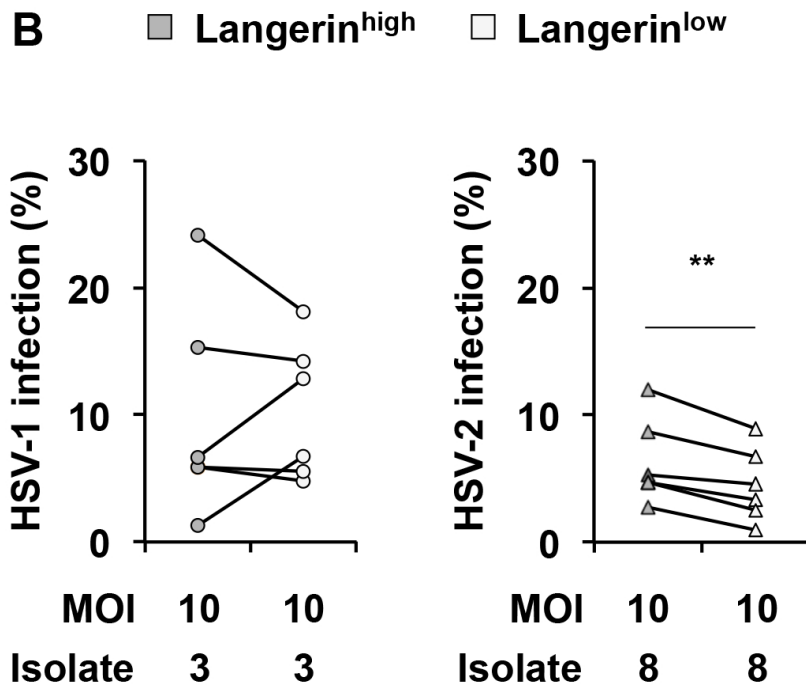 B Langerin^high Langerin^low
HSV-1 infection (%)
30
20
10
0
MOI 10 10
Isolate 3 3
HSV-2 infection (%)
30
20
10
0
**
MOI 10 10
Isolate 8 8